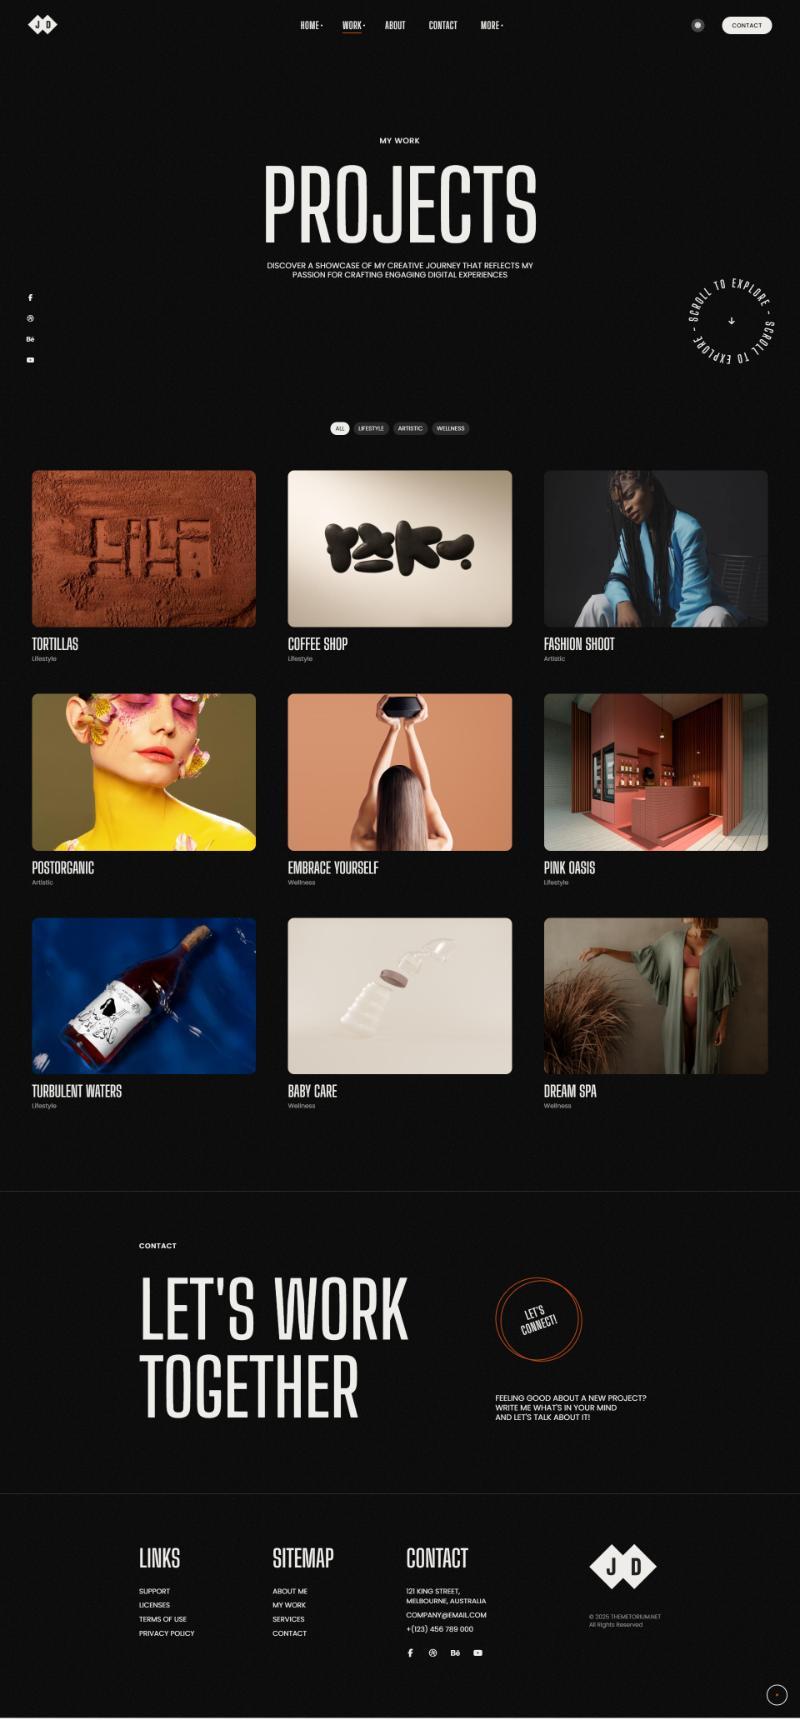 J D
HOME
WORK
ABOUT
CONTACT
MORE
CONTACT
MY WORK
PROJECTS
DISCOVER A SHOWCASE OF MY CREATIVE JOURNEY THAT REFLECTS MY
PASSION FOR CRAFTING ENGAGING DIGITAL EXPERIENCES
Bē
SCROLL TO EXPLORE - SCROLL TO EXPLORE -
ALL
LIFESTYLE
ARTISTIC
WELLNESS
TORTILLAS
Lifestyle
COFFEE SHOP
Lifestyle
FASHION SHOOT
Artistic
POSTORGANIC
Artistic
EMBRACE YOURSELF
Wellness
PINK OASIS
Lifestyle
TURBULENT WATERS
Lifestyle
BABY CARE
Wellness
DREAM SPA
Wellness
CONTACT
LET'S WORK
TOGETHER
LET'S
CONNECT!
FEELING GOOD ABOUT A NEW PROJECT?
WRITE ME WHAT'S IN YOUR MIND
AND LET'S TALK ABOUT IT!
LINKS
SUPPORT
LICENSES
TERMS OF USE
PRIVACY POLICY
SITEMAP
ABOUT ME
MY WORK
SERVICES
CONTACT
CONTACT
121 KING STREET,
MELBOURNE, AUSTRALIA
COMPANY@EMAIL.COM
+(123) 456 789 000
Bē
J D
© 2025 THEMETORIUM.NET
All Rights Reserved